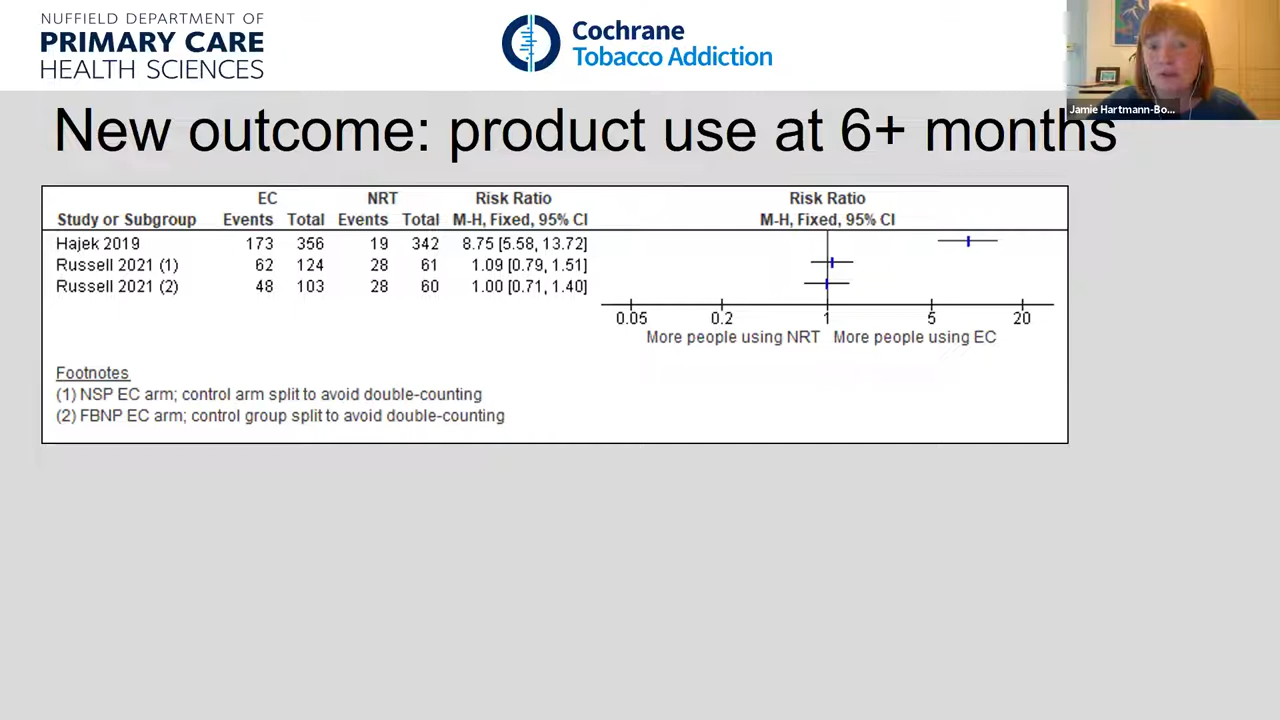 NUFFIELD DEPARTMENT OF
PRIMARY CARE
HEALTH SCIENCES
Cochrane
Tobacco Addiction
Jamie Hartmann-Bo...
New outcome: product use at 6+ months
EC NRT Risk Ratio Risk Ratio
Study or Subgroup Events Total Events Total M-H, Fixed, 95% CI M-H, Fixed, 95% CI
Hajek 2019 173 356 19 342 8.75 [5.58, 13.72]
Russell 2021 (1) 62 124 28 61 1.09 [0.79, 1.51]
Russell 2021 (2) 48 103 28 60 1.00 [0.71, 1.40]
0.05 0.2 1 5 20
More people using NRT More people using EC
Footnotes
(1) NSP EC arm; control arm split to avoid double-counting
(2) FBNP EC arm; control group split to avoid double-counting